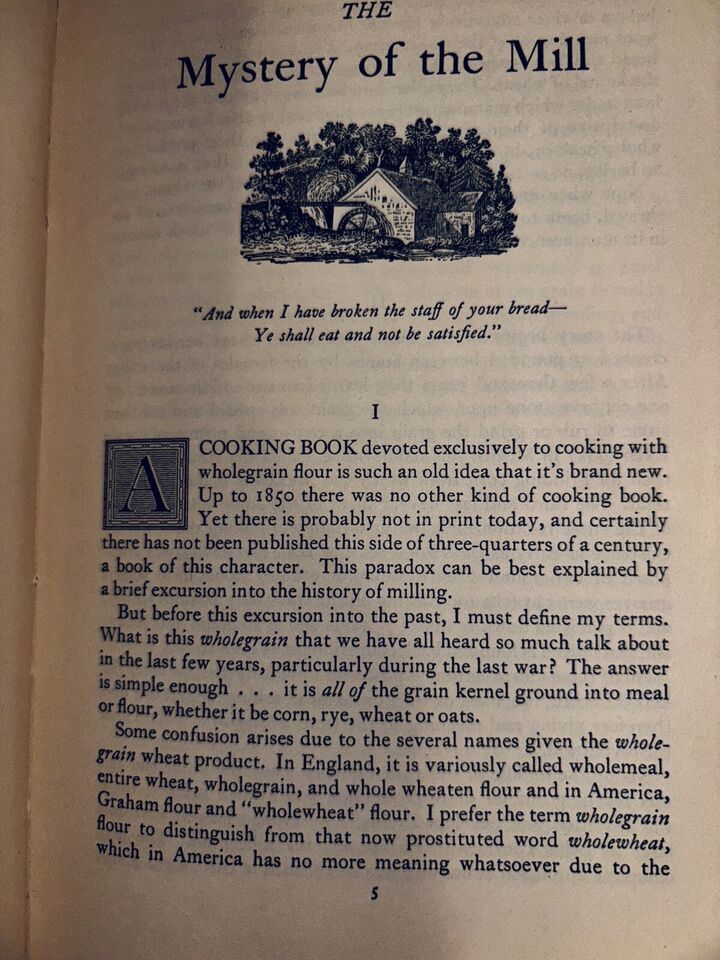 THE
Mystery of the Mill
“And when I have broken the staff of your bread—
Ye shall eat and not be satisfied.”
I
A COOKING BOOK devoted exclusively to cooking with
wholegrain flour is such an old idea that it’s brand new.
Up to 1850 there was no other kind of cooking book.
Yet there is probably not in print today, and certainly
there has not been published this side of three-quarters of a century,
a book of this character. This paradox can be best explained by
a brief excursion into the history of milling.
But before this excursion into the past, I must define my terms.
What is this wholegrain that we have all heard so much talk about
in the last few years, particularly during the last war? The answer
is simple enough . . . it is all of the grain kernel ground into meal
or flour, whether it be corn, rye, wheat or oats.
Some confusion arises due to the several names given the whole-
grain wheat product. In England, it is variously called wholemeal,
entire wheat, wholegrain, and whole wheaten flour and in America,
Graham flour and “wholewheat” flour. I prefer the term wholegrain
flour to distinguish from that now prostituted word wholewheat,
which in America has no more meaning whatsoever due to the
5